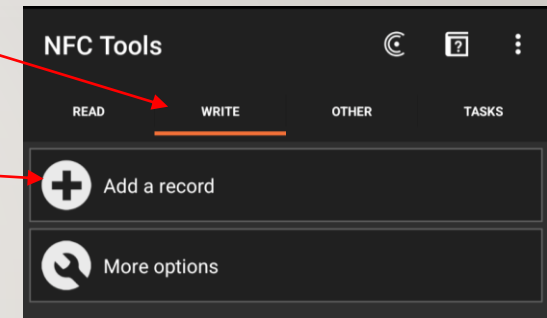 NFC Tools
READ WRITE OTHER TASKS
Add a record
More options